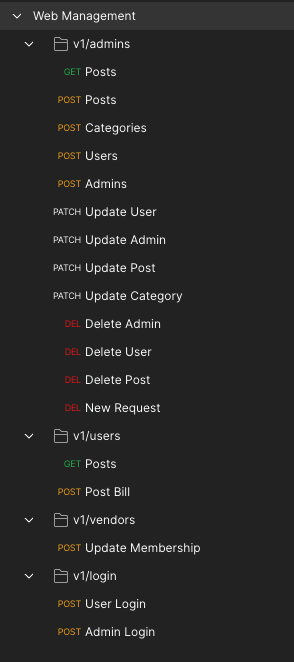 Web Management
v1/admins
GET Posts
POST Posts
POST Categories
POST Users
POST Admins
PATCH Update User
PATCH Update Admin
PATCH Update Post
PATCH Update Category
DEL Delete Admin
DEL Delete User
DEL Delete Post
DEL New Request
v1/users
GET Posts
POST Post Bill
v1/vendors
POST Update Membership
v1/login
POST User Login
POST Admin Login